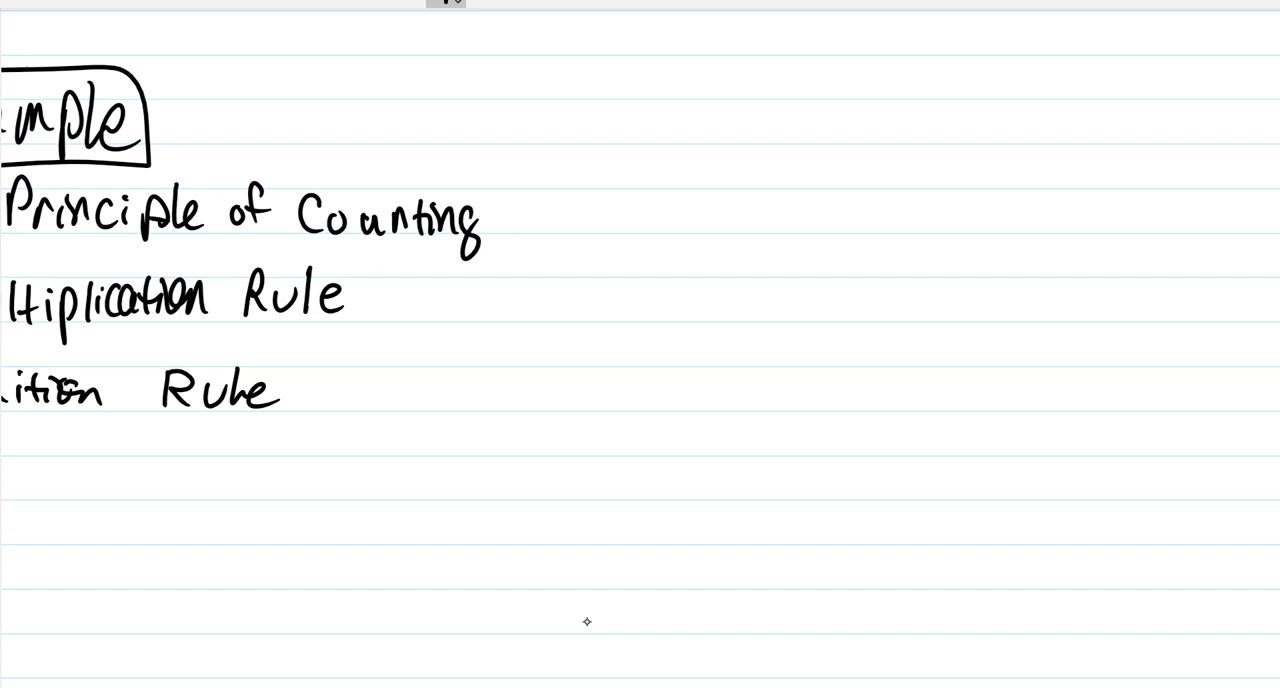 mple
Principle of Counting
ltiplication Rule
ition Rule